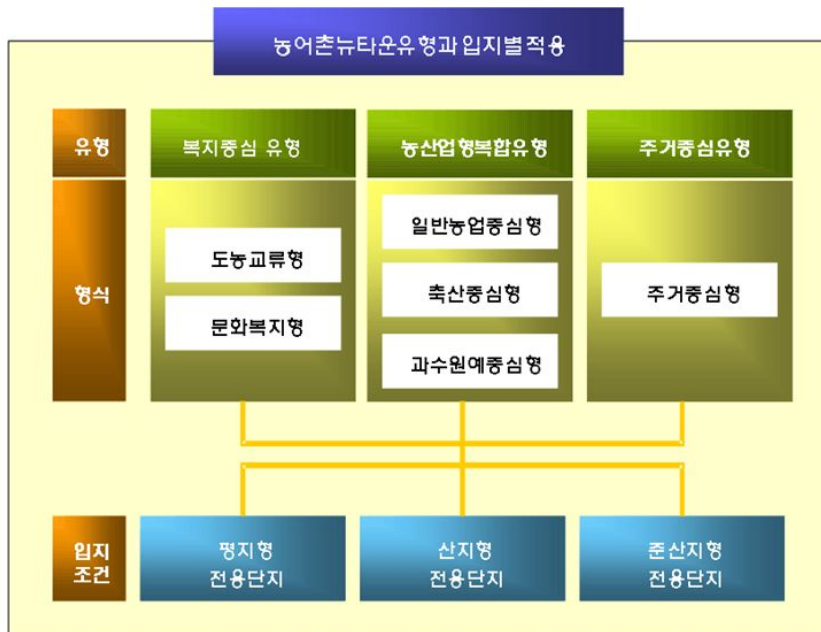 농어촌뉴타운유형과입지별적용
유형
복지중심 유형
농산업형복합유형
주거중심유형
형식
도농교류형
문화복지형
일반농업중심형
축산중심형
과수원예중심형
주거중심형
입지
조건
평지형
전용단지
산지형
전용단지
준산지형
전용단지